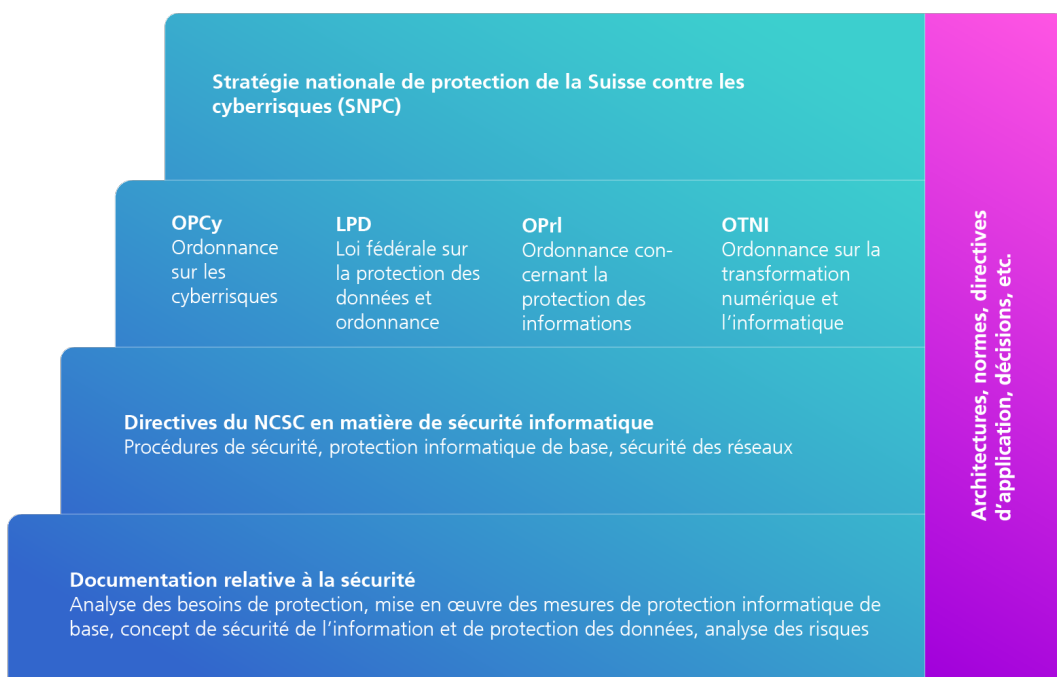 Stratégie nationale de protection de la Suisse contre les
cyberrisques (SNPC)
OPCy
Ordonnance
sur les
cyberrisques
LPD
Loi fédérale sur
la protection des
données et
ordonnance
OPrl
Ordonnance con-
cernant la
protection des
informations
OTNI
Ordonnance sur la
transformation
numérique et
l’informatique
Directives du NCSC en matière de sécurité informatique
Procédures de sécurité, protection informatique de base, sécurité des réseaux
Documentation relative à la sécurité
Analyse des besoins de protection, mise en œuvre des mesures de protection informatique de
base, concept de sécurité de l’information et de protection des données, analyse des risques
Architectures, normes, directives
d’application, décisions, etc.